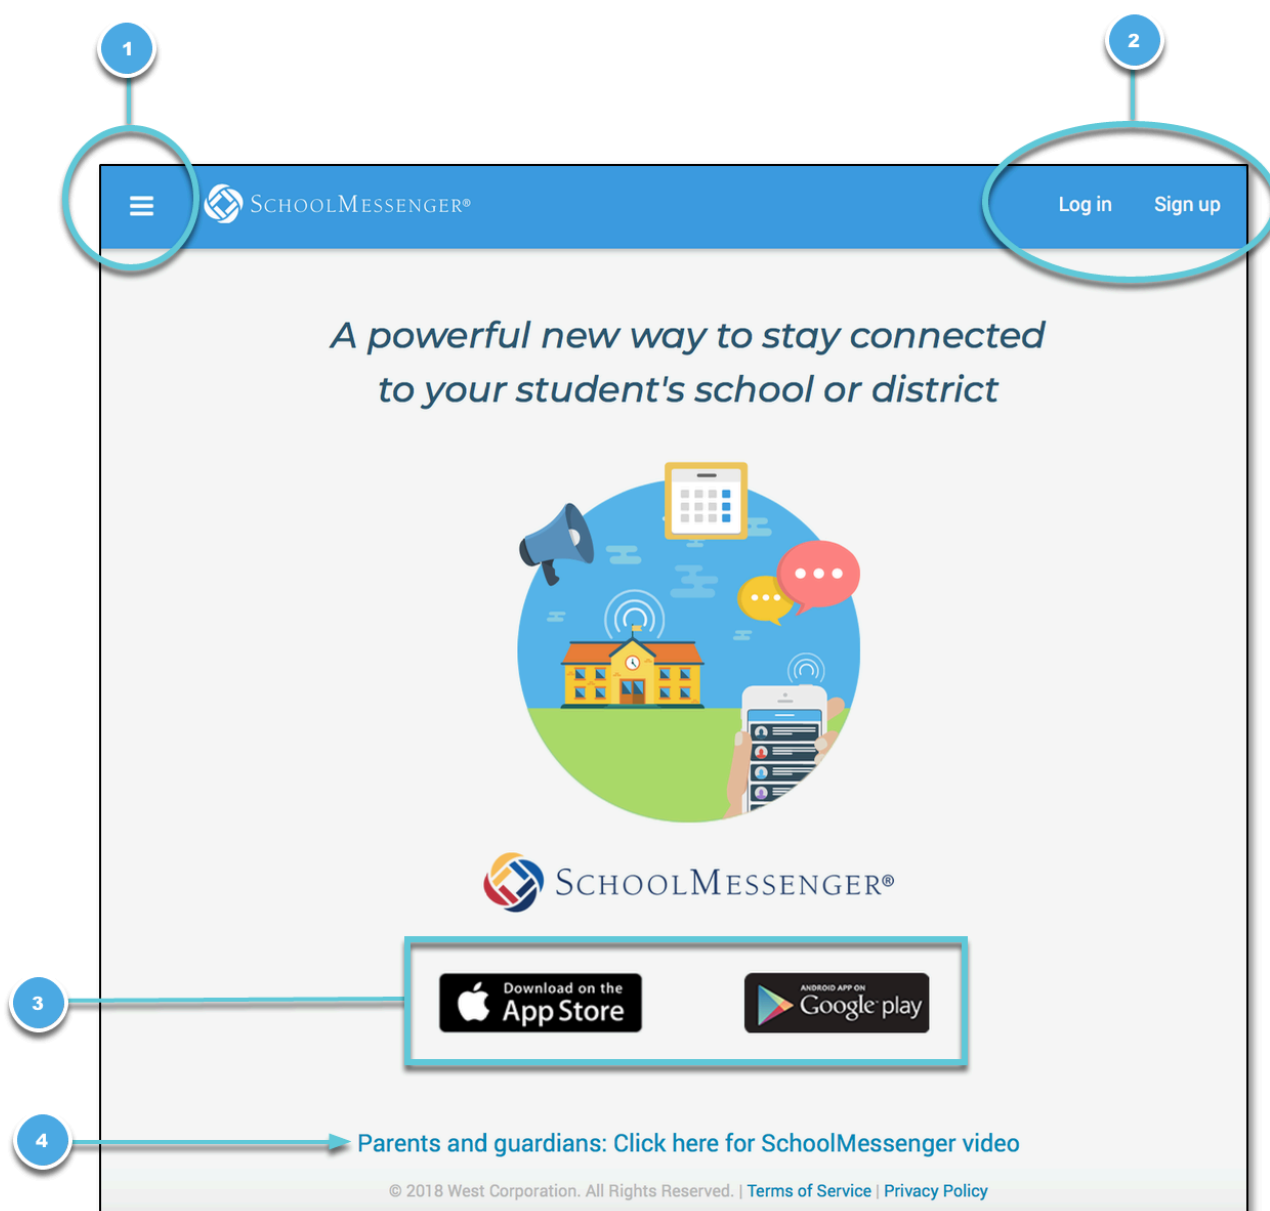 1
2
SCHOOLMESSENGER®
Log in
Sign up
A powerful new way to stay connected
to your student's school or district
SCHOOLMESSENGER®
3
Download on the
App Store
ANDROID APP ON
Google play
4
Parents and guardians: Click here for SchoolMessenger video
© 2018 West Corporation. All Rights Reserved. | Terms of Service | Privacy Policy